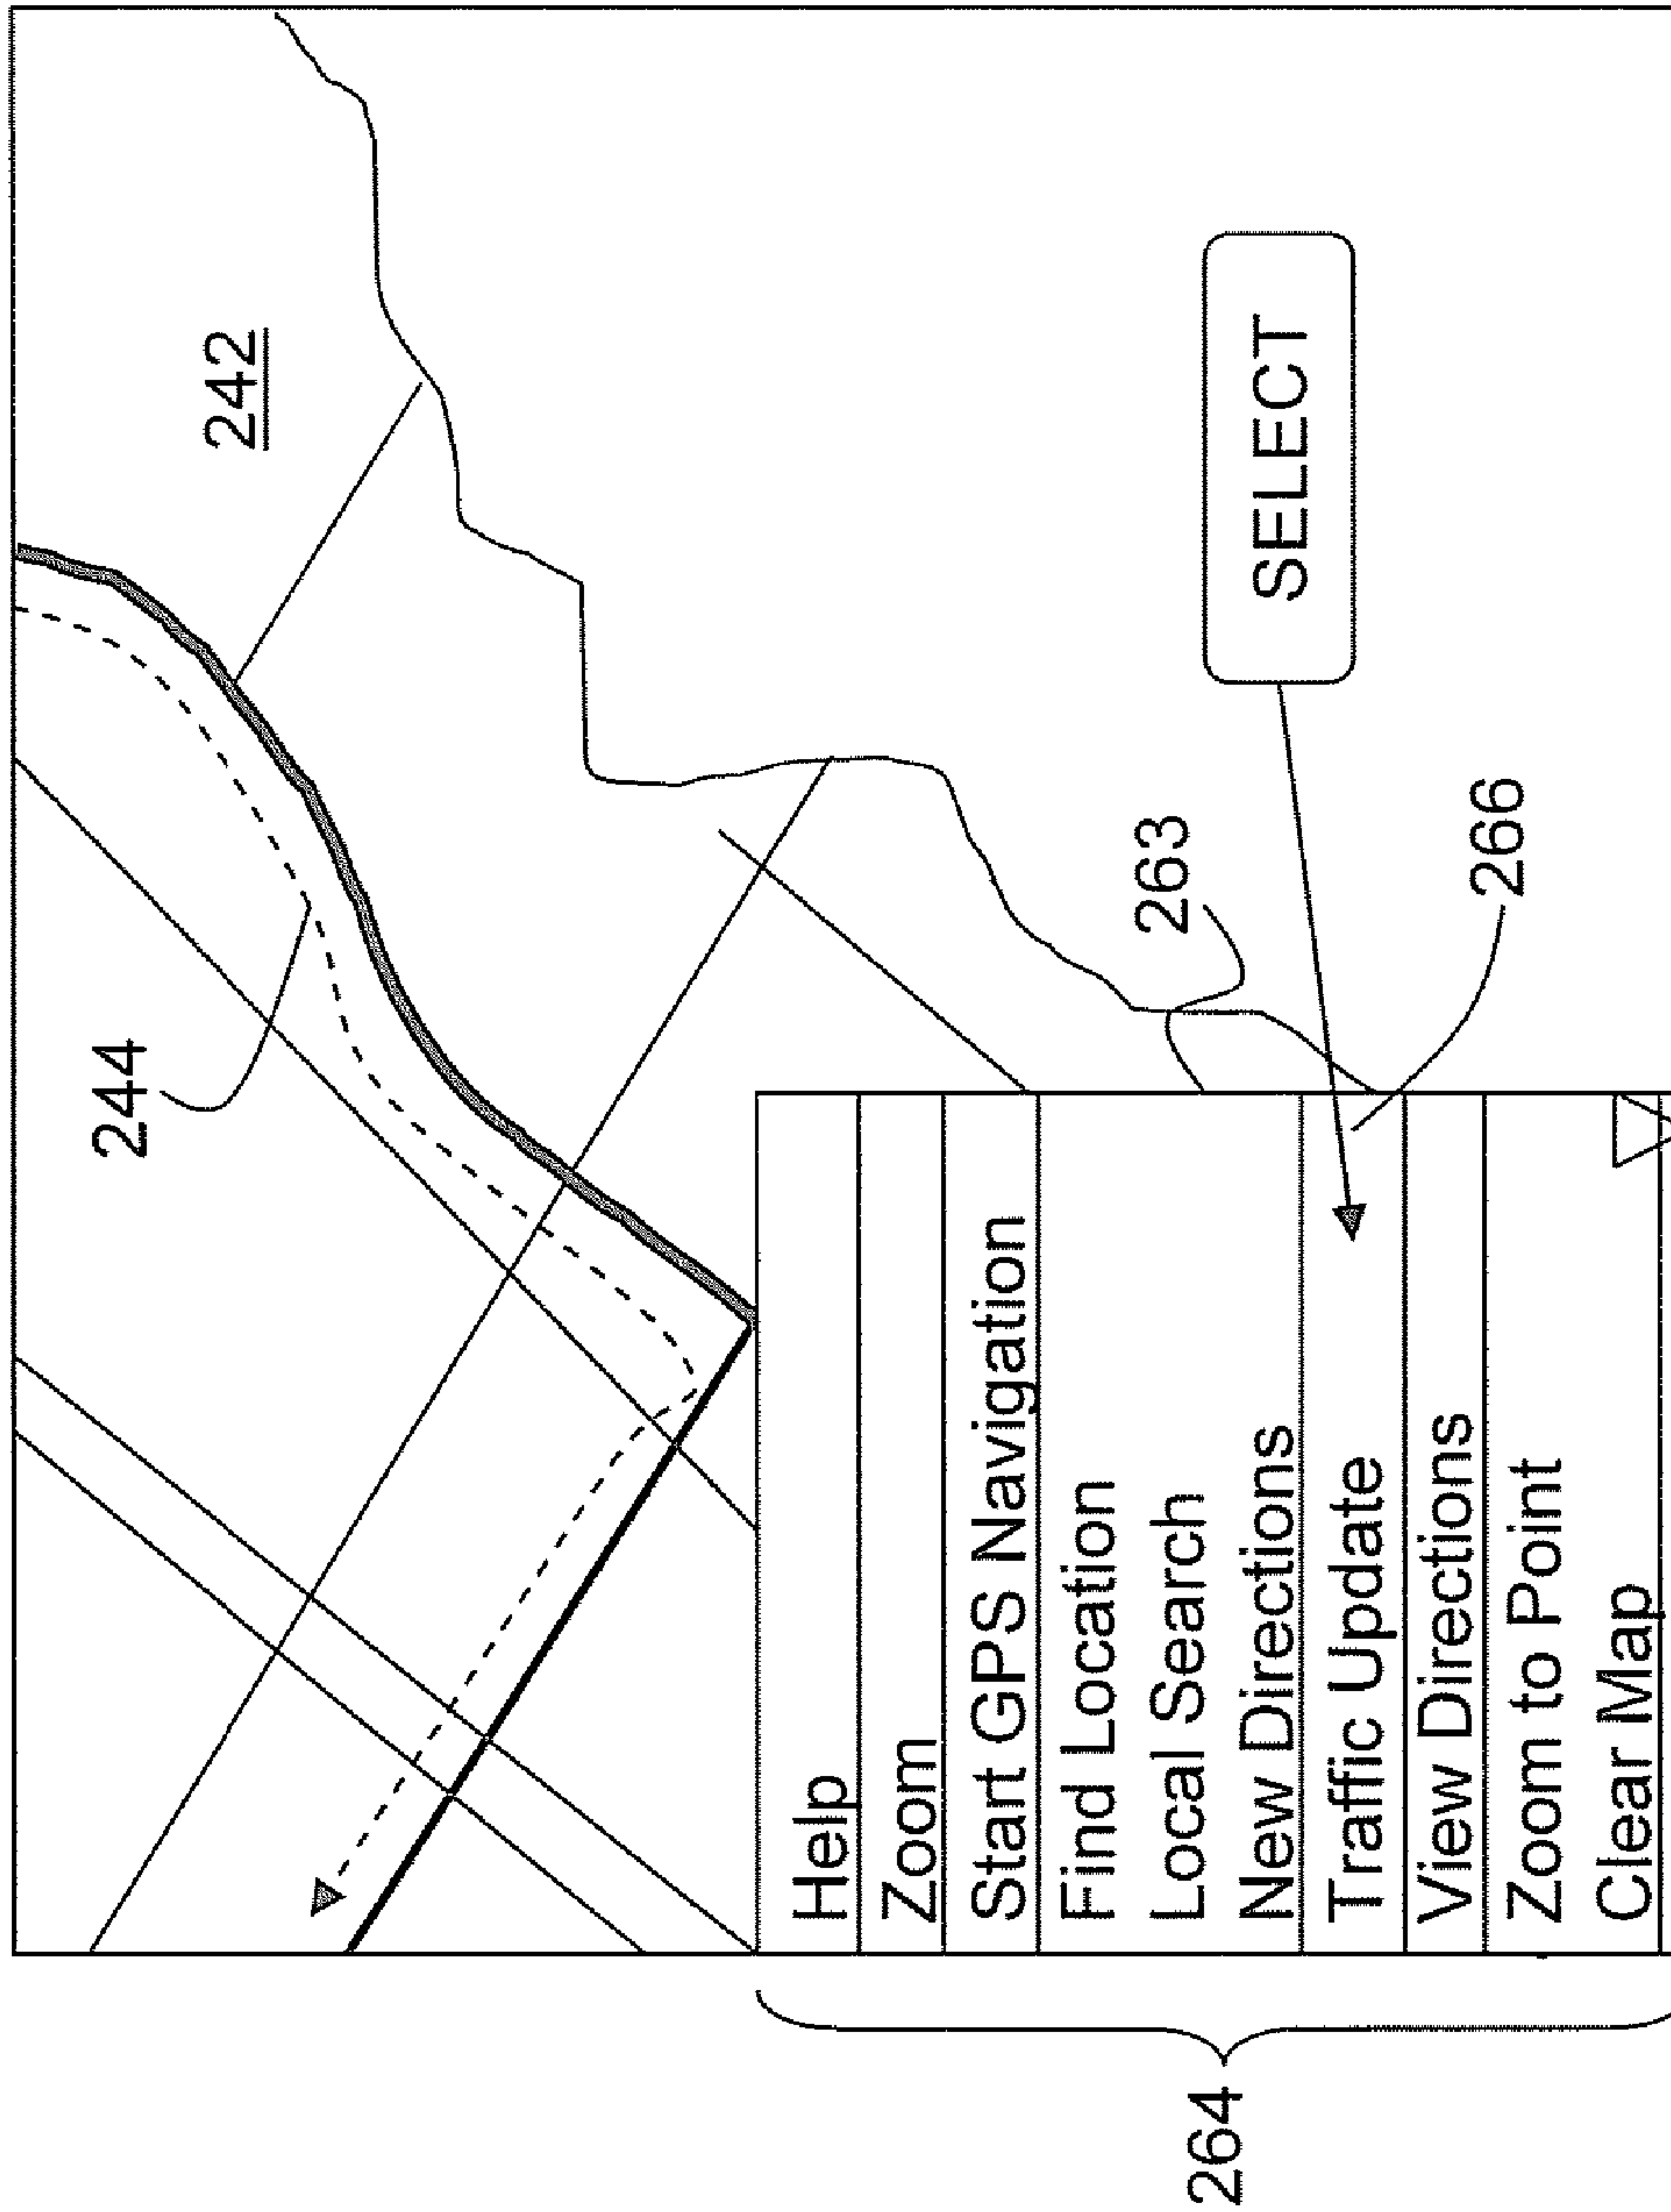 244
242
263
SELECT
266
264
Help
Zoom
Start GPS Navigation
Find Location
Local Search
New Directions
Traffic Update
View Directions
Zoom to Point
Clear Map